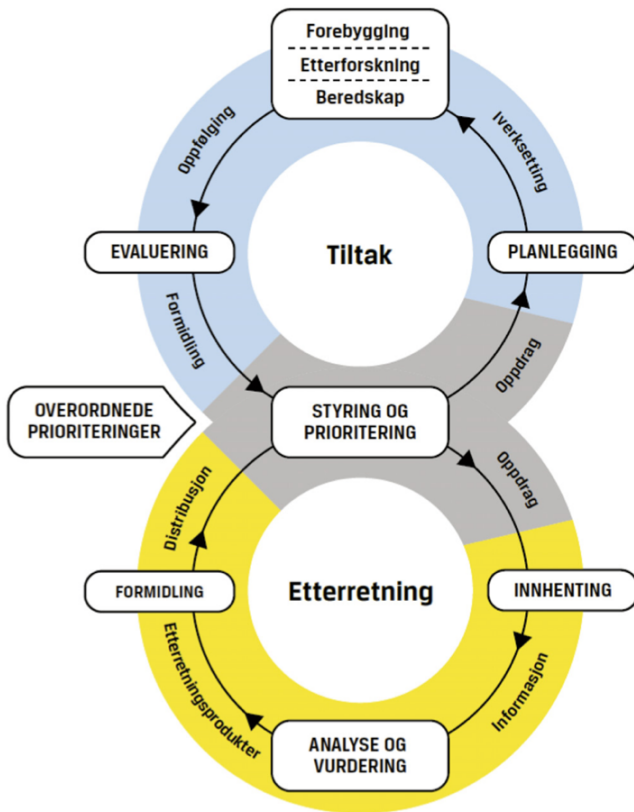 Forebygging
Etterforskning
Beredskap
Oppfølging
Iverksetting
EVALUERING
Tiltak
PLANLEGGING
Formidling
Oppdrag
OVERORDNEDE
PRIORITERINGER
STYRING OG
PRIORITERING
Distribusjon
Oppdrag
FORMIDLING
Etterretning
INNHENTING
Etterretningsprodukter
Informasjon
ANALYSE OG
VURDERING